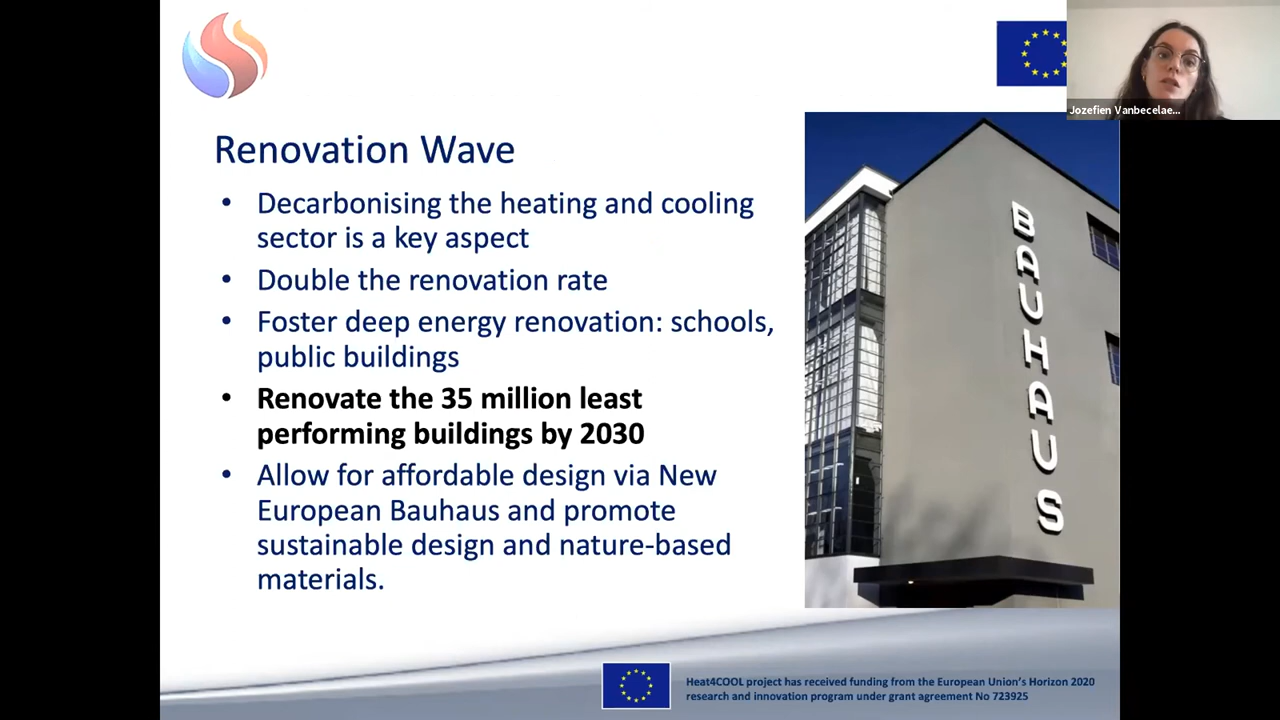 Jozefien Vanbecelae...
Renovation Wave
• Decarbonising the heating and cooling
sector is a key aspect
• Double the renovation rate
• Foster deep energy renovation: schools,
public buildings
• Renovate the 35 million least
performing buildings by 2030
• Allow for affordable design via New
European Bauhaus and promote
sustainable design and nature-based
materials.
BAUHAUS
Heat4COOL project has received funding from the European Union's Horizon 2020
research and innovation program under grant agreement No 723925